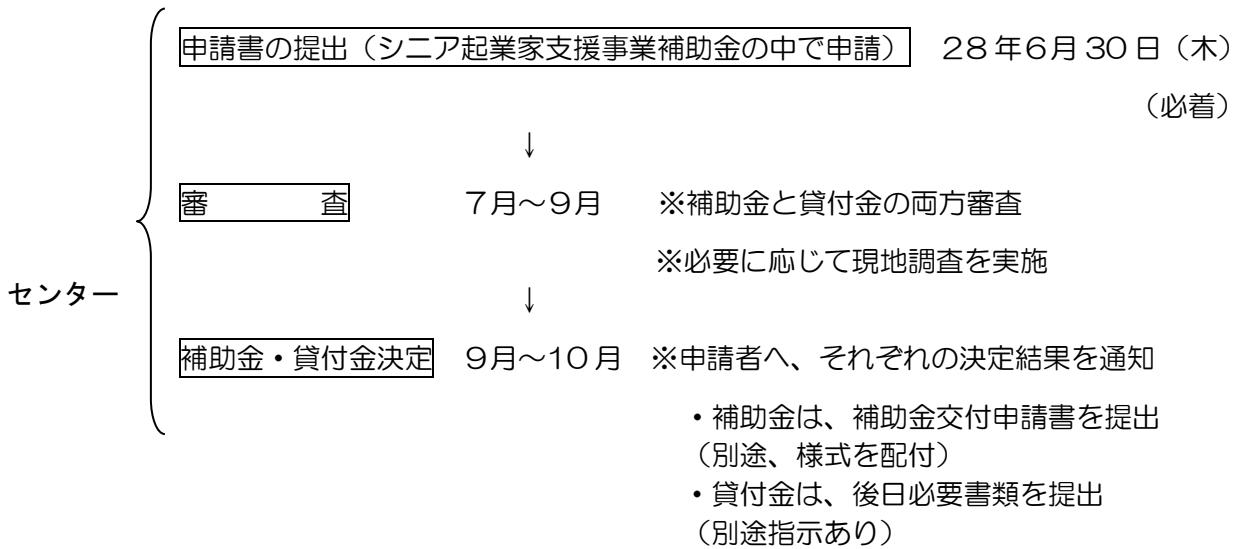 申請書の提出（シニア起業家支援事業補助金の中で申請） 28年6月30日（木）
（必着）
↓
審 査 7月～9月 ※補助金と貸付金の両方審査
※必要に応じて現地調査を実施
センター
↓
補助金・貸付金決定 9月～10月 ※申請者へ、それぞれの決定結果を通知
・補助金は、補助金交付申請書を提出
（別途、様式を配付）
・貸付金は、後日必要書類を提出
（別途指示あり）